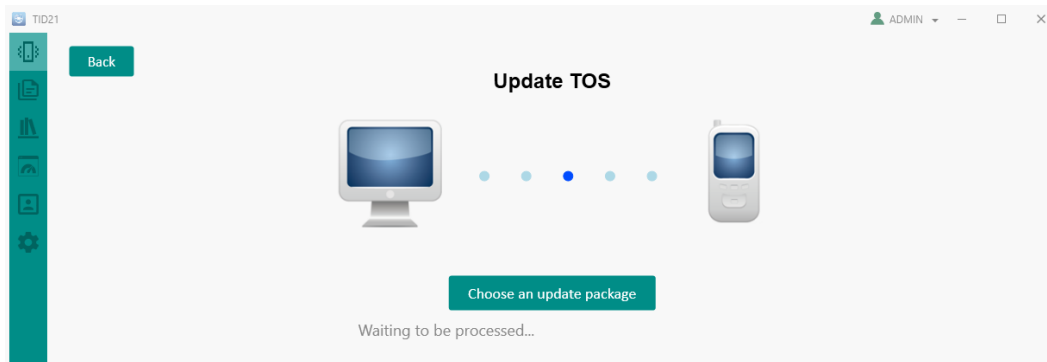 TID21
ADMIN
Back
Update TOS
Choose an update package
Waiting to be processed...